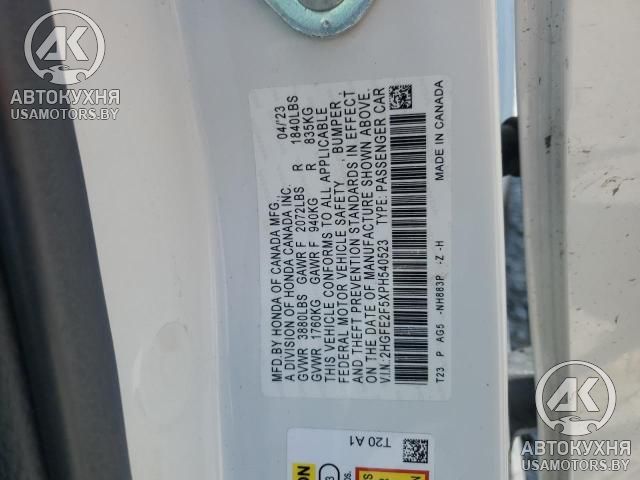 АВТОКУХНЯ
USAMOTORS.BY
MFD.BY HONDA OF CANADA MFG. 04/23
A DIVISION OF HONDA CANADA INC.
GVWR 3880LBS GAWR F 2072LBS R 1840LBS
GVWR 1760KG GAWR F 940KG R 835KG
THIS VEHICLE CONFORMS TO ALL APPLICABLE
FEDERAL MOTOR VEHICLE SAFETY , BUMPER ,
AND THEFT PREVENTION STANDARDS IN EFFECT
ON THE DATE OF MANUFACTURE SHOWN ABOVE.
V.I.N.:2HGFE2F5XPH540523 TYPE: PASSENGER CAR
T23 P AG5 -NH883P -Z -H MADE IN CANADA
T20 A1
АВТОКУХНЯ
USAMOTORS.BY